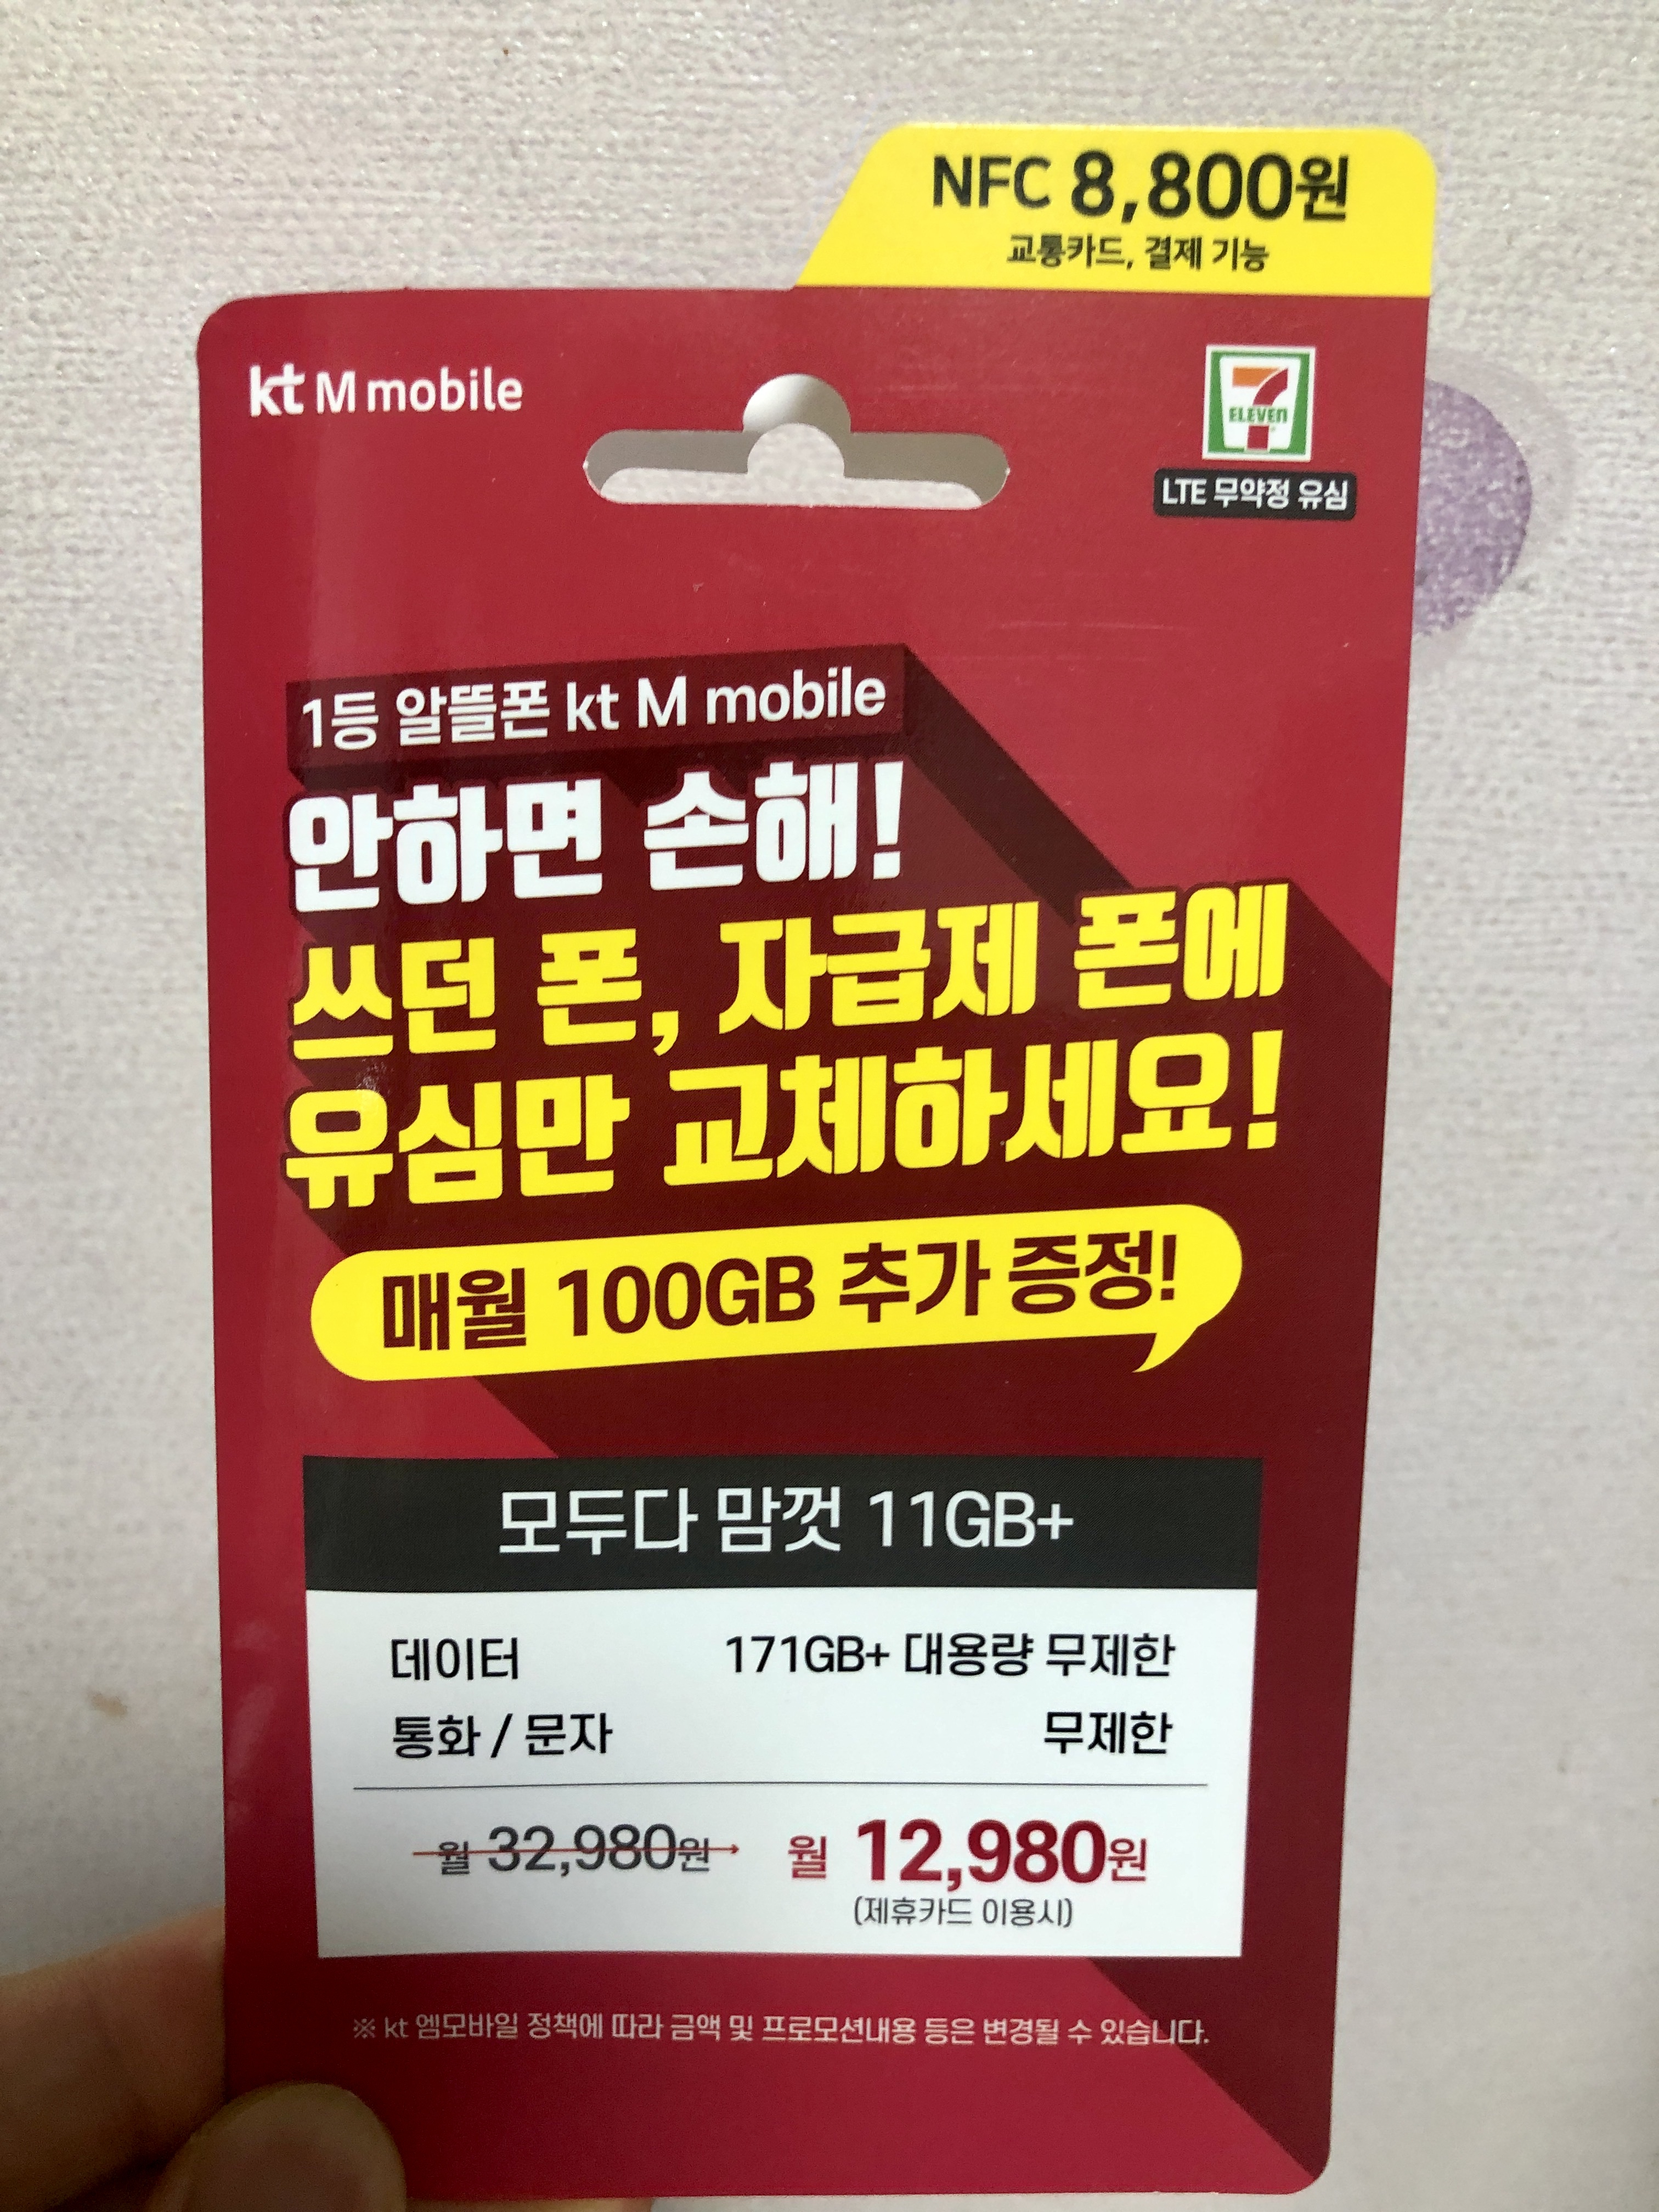 NFC 8,800원
교통카드, 결제 기능
kt M mobile
7
ELEVEN
LTE 무약정 유심
1등 알뜰폰 kt M mobile
안하면 손해!
쓰던 폰, 자급제 폰에
유심만 교체하세요!
매월 100GB 추가 증정!
모두다 맘껏 11GB+
데이터 171GB+ 대용량 무제한
통화 / 문자 무제한
월 32,980원 월 12,980원
(제휴카드 이용시)
※ kt 엠모바일 정책에 따라 금액 및 프로모션내용 등은 변경될 수 있습니다.